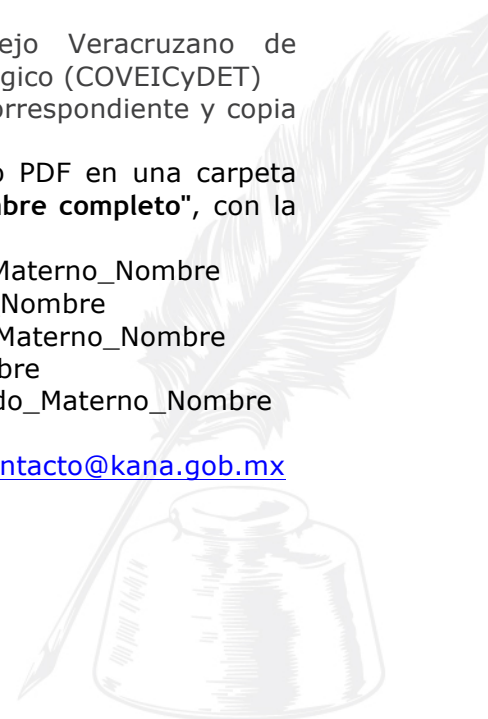 ejo Veracruzano de
gico (COVEICyDET)
orrespondiente y copia
o PDF en una carpeta
bre completo", con la
Materno_Nombre
Nombre
Materno_Nombre
bre
do_Materno_Nombre
ntacto@kana.gob.mx